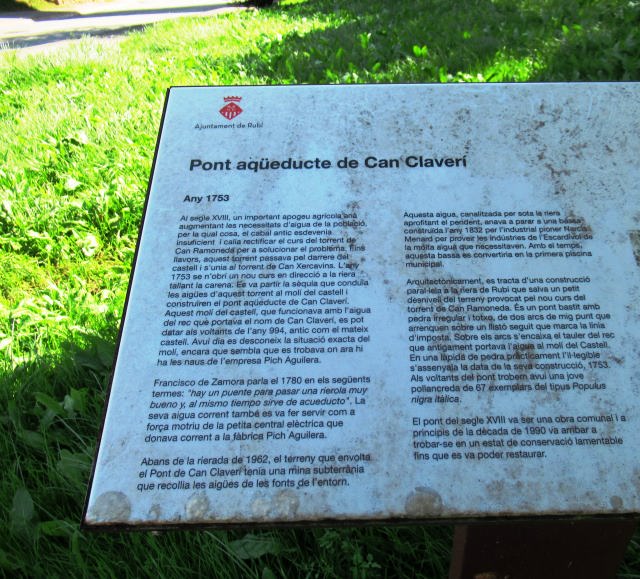 Ajuntament de Rubí
Pont aqüeducte de Can Claverí
Any 1753
Al segle XVIII, un important apogeu agrícola anà
augmentant les necessitats d'aigua de la població,
per la qual cosa, el cabal antic esdevenia
insuficient i calia rectificar el curs del torrent de
Can Ramoneda per a solucionar el problema. Fins
llavors, aquest torrent passava pel darrere del
castell i s'unia al torrent de Can Xercavins. L'any
1753 se n'obrí un nou curs en direcció a la riera
tallant la carena. Es va partir la sèquia que conduïa
les aigües d'aquest torrent al molí del castell i
construïren el pont aqüeducte de Can Claverí.
Aquest molí del castell, que funcionava amb l'aigua
del rec que portava el nom de Can Claverí, es pot
datar als voltants de l'any 994, antic com el mateix
castell. Avui dia es desconeix la situació exacta del
molí, encara que sembla que es trobava on ara hi
ha les naus de l'empresa Pich Aguilera.
Francisco de Zamora parla el 1780 en els següents
termes: "hay un puente para pasar una rierola muy
bueno y, al mismo tiempo sirve de acueducto". La
seva aigua corrent també es va fer servir com a
força motriu de la petita central elèctrica que
donava corrent a la fàbrica Pich Aguilera.
Abans de la rierada de 1962, el terreny que envolta
el Pont de Can Claverí tenia una mina subterrània
que recollia les aigües de les fonts de l'entorn.
Aquesta aigua, canalitzada per sota la riera
aprofitant el pendent, anava a parar a una bassa
construïda l'any 1832 per l'industrial pioner Narcís
Menard per proveir les indústries de l'Escardívol de
la molta aigua que necessitaven. Amb el temps,
aquesta bassa es convertiria en la primera piscina
municipal.
Arquitectònicament, es tracta d'una construcció
paral·lela a la riera de Rubí que salva un petit
desnivell del terreny provocat pel nou curs del
torrent de Can Ramoneda. És un pont bastit amb
pedra irregular i totxo, de dos arcs de mig punt que
arrenquen sobre un llistó seguit que marca la línia
d'imposta. Sobre els arcs s'encaixa el tauler del rec
que antigament portava l'aigua al molí del Castell.
En una làpida de pedra pràcticament il·legible
s'assenyala la data de la seva construcció, 1753.
Als voltants del pont trobem avui una jove
pollancreda de 67 exemplars del tipus Populus
nigra itàlica.
El pont del segle XVIII va ser una obra comunal i a
principis de la dècada de 1990 va arribar a
trobar-se en un estat de conservació lamentable
fins que es va poder restaurar.